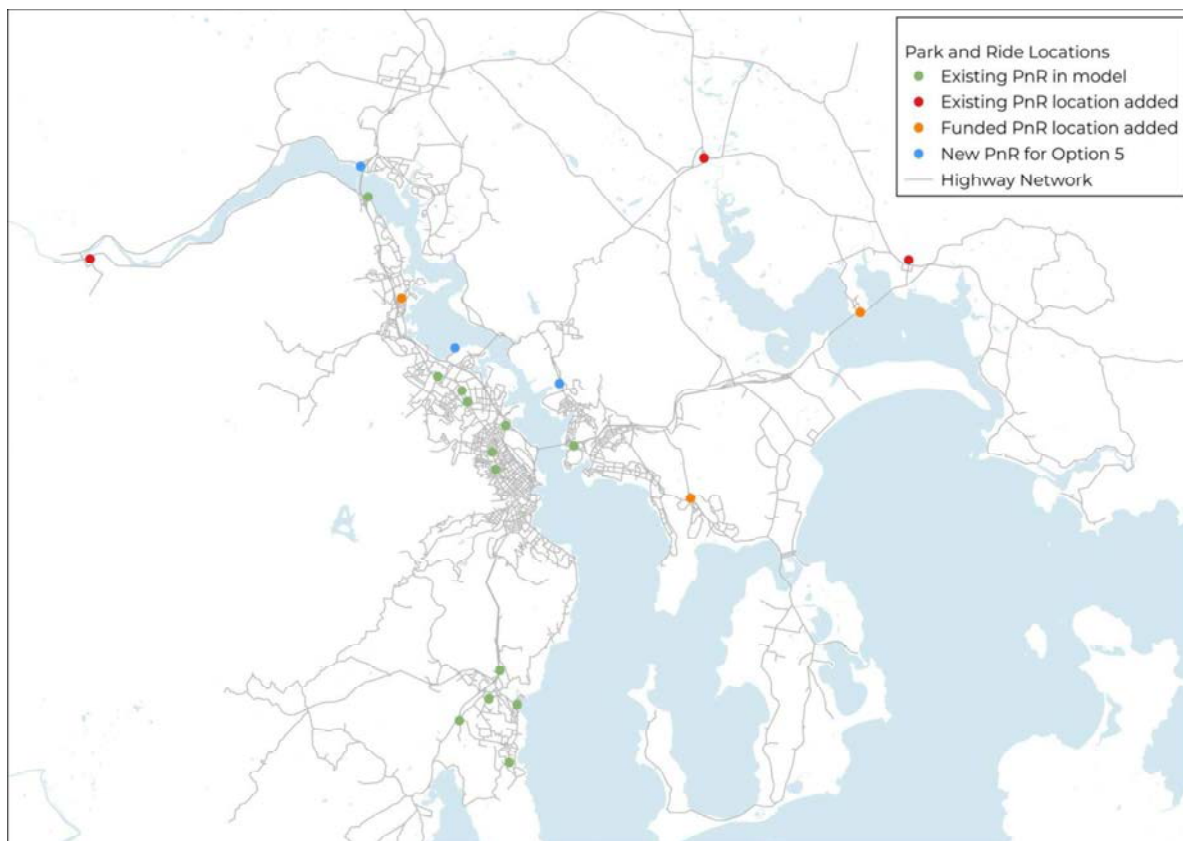 Park and Ride Locations
Existing PnR in model
Existing PnR location added
Funded PnR location added
New PnR for Option 5
Highway Network